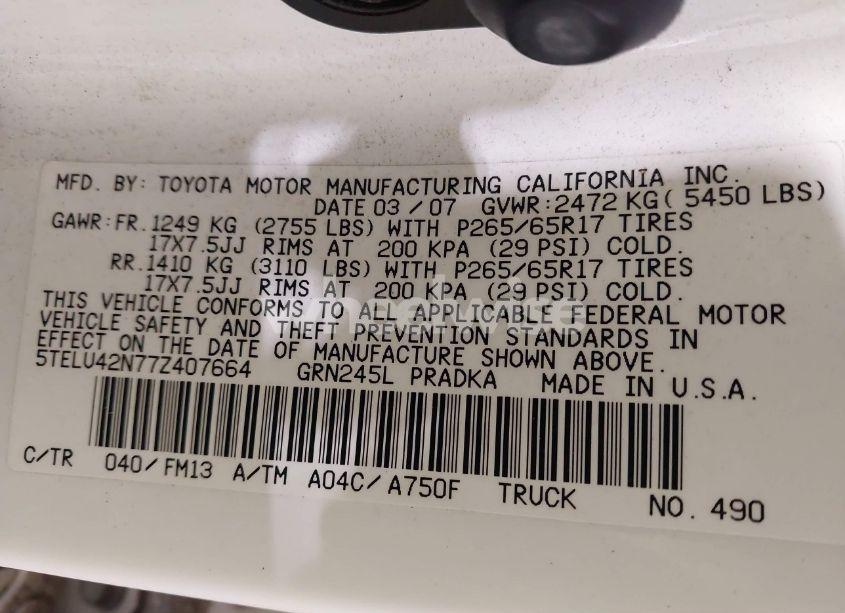 MFD. BY: TOYOTA MOTOR MANUFACTURING CALIFORNIA INC.
DATE 03/07 GVWR:2472 KG( 5450 LBS)
GAWR:FR.1249 KG (2755 LBS) WITH P265/65R17 TIRES
17X7.5JJ RIMS AT 200 KPA (29 PSI) COLD.
RR.1410 KG (3110 LBS) WITH P265/65R17 TIRES
17X7.5JJ RIMS AT 200 KPA (29 PSI) COLD.
THIS VEHICLE CONFORMS TO ALL APPLICABLE FEDERAL MOTOR
VEHICLE SAFETY AND THEFT PREVENTION STANDARDS IN
EFFECT ON THE DATE OF MANUFACTURE SHOWN ABOVE.
5TELU42N77Z407664 GRN245L PRADKA MADE IN U.S.A.
C/TR 040/FM13 A/TM A04C/A750F TRUCK NO. 490